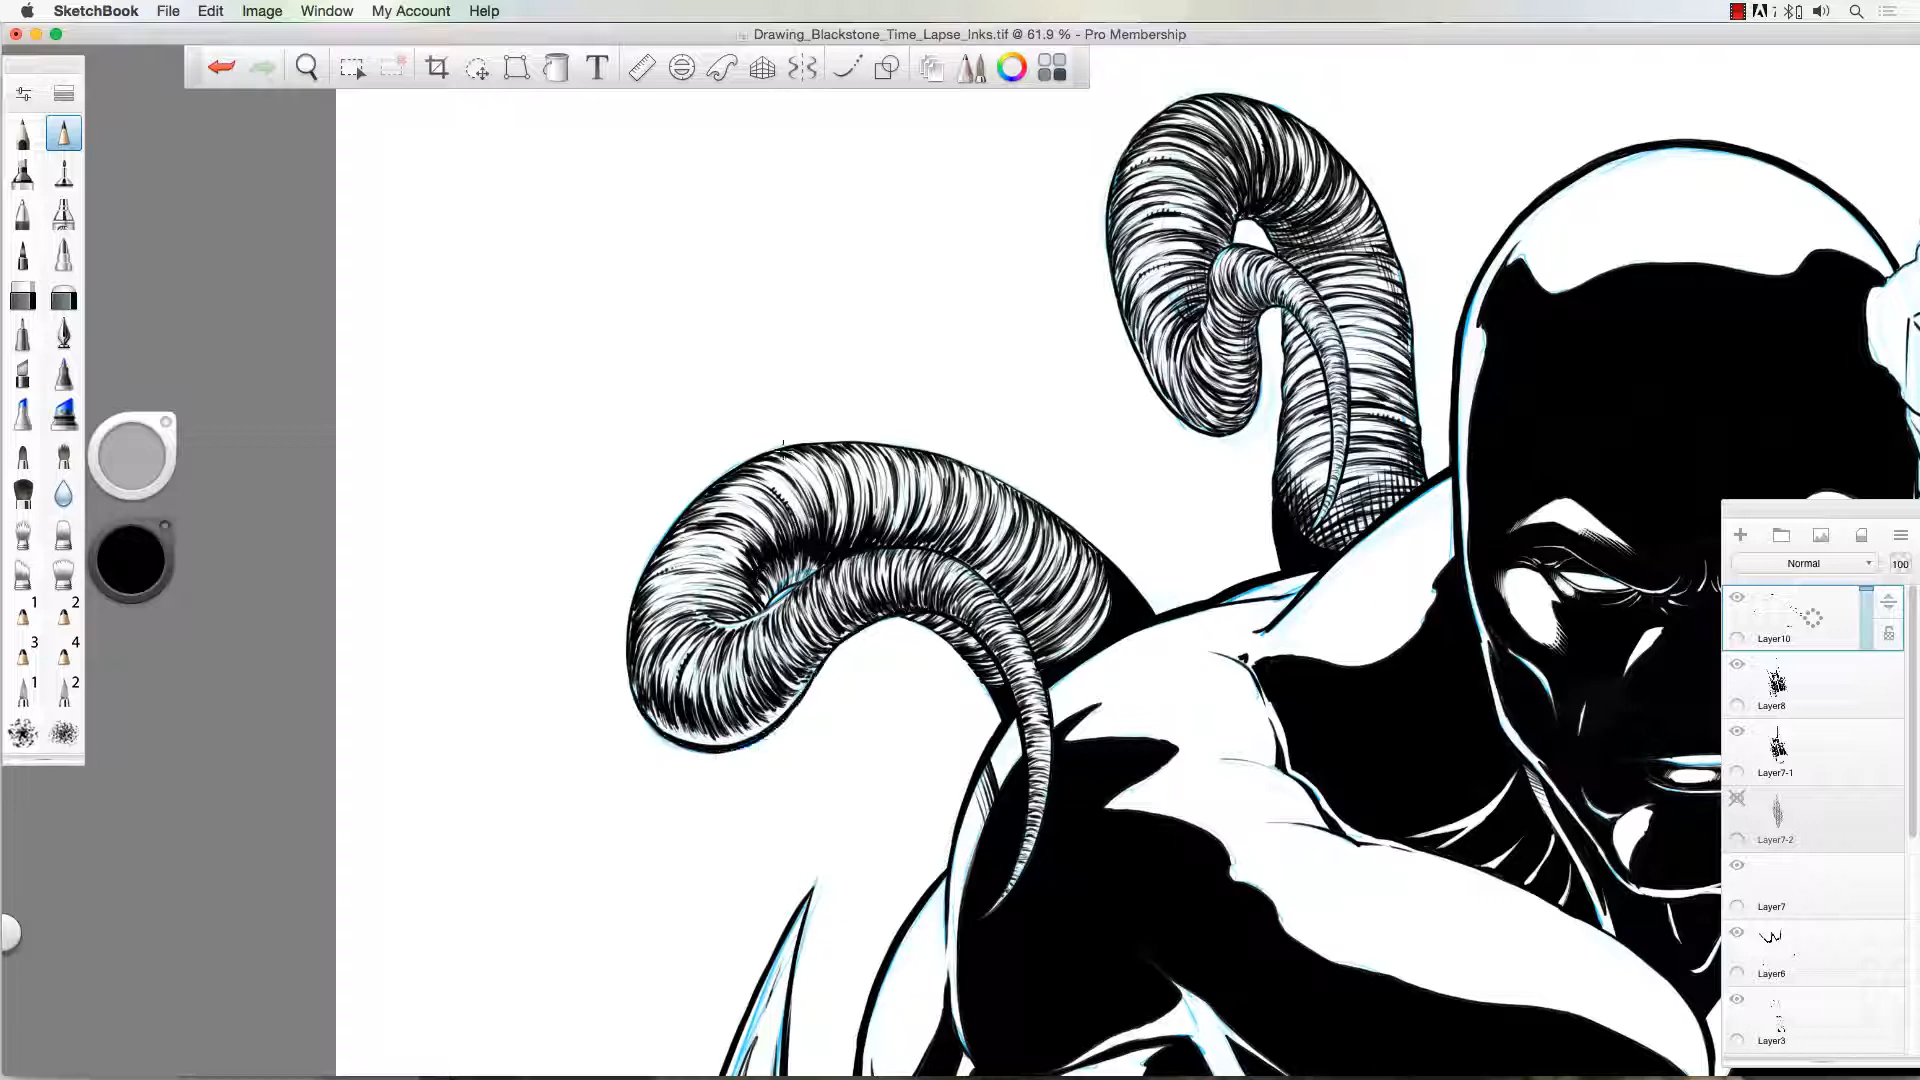 SketchBook File Edit Image Window My Account Help
Drawing_Blackstone_Time_Lapse_Inks.tif @ 61.9 % - Pro Membership
T
Normal 100
Layer10
Layer8
Layer7-1
Layer7-2
Layer7
Layer6
Layer3
1 2
3 4
1 2